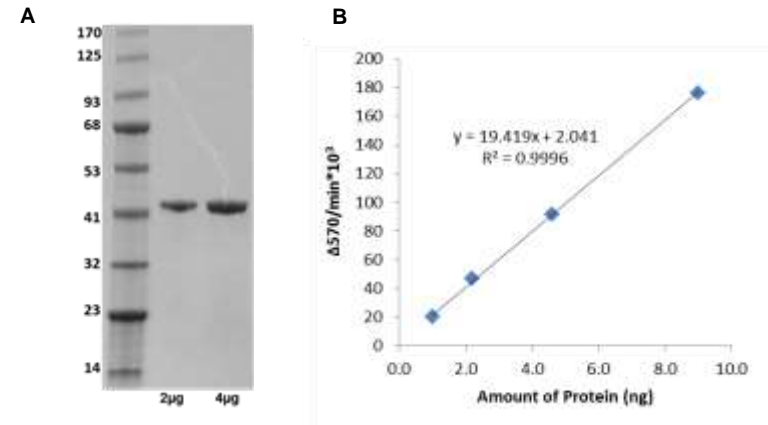 A
170
125
93
68
53
41
32
23
14
2µg
4µg
B
Δ570/min*10³
200
180
160
140
120
100
80
60
40
20
0
y = 19.419x + 2.041
R² = 0.9996
0.0 2.0 4.0 6.0 8.0 10.0
Amount of Protein (ng)